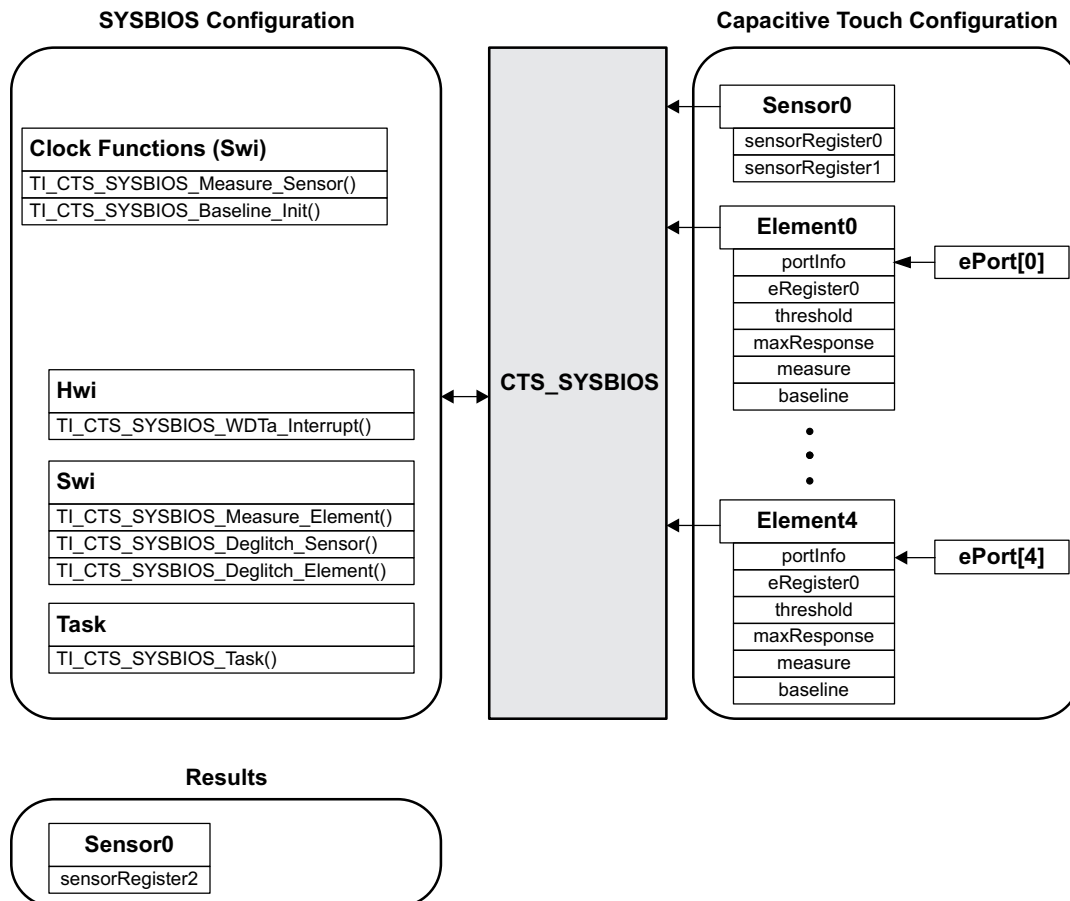 SYSBIOS Configuration
Clock Functions (Swi)
TI_CTS_SYSBIOS_Measure_Sensor()
TI_CTS_SYSBIOS_Baseline_Init()
Hwi
TI_CTS_SYSBIOS_WDTa_Interrupt()
Swi
TI_CTS_SYSBIOS_Measure_Element()
TI_CTS_SYSBIOS_Deglitch_Sensor()
TI_CTS_SYSBIOS_Deglitch_Element()
Task
TI_CTS_SYSBIOS_Task()
CTS_SYSBIOS
Capacitive Touch Configuration
Sensor0
sensorRegister0
sensorRegister1
Element0
portInfo
eRegister0
threshold
maxResponse
measure
baseline
ePort[0]
Element4
portInfo
eRegister0
threshold
maxResponse
measure
baseline
ePort[4]
Results
Sensor0
sensorRegister2